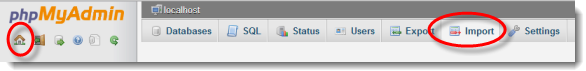 phpMyAdmin
localhost
Databases SQL Status Users Export Import Settings